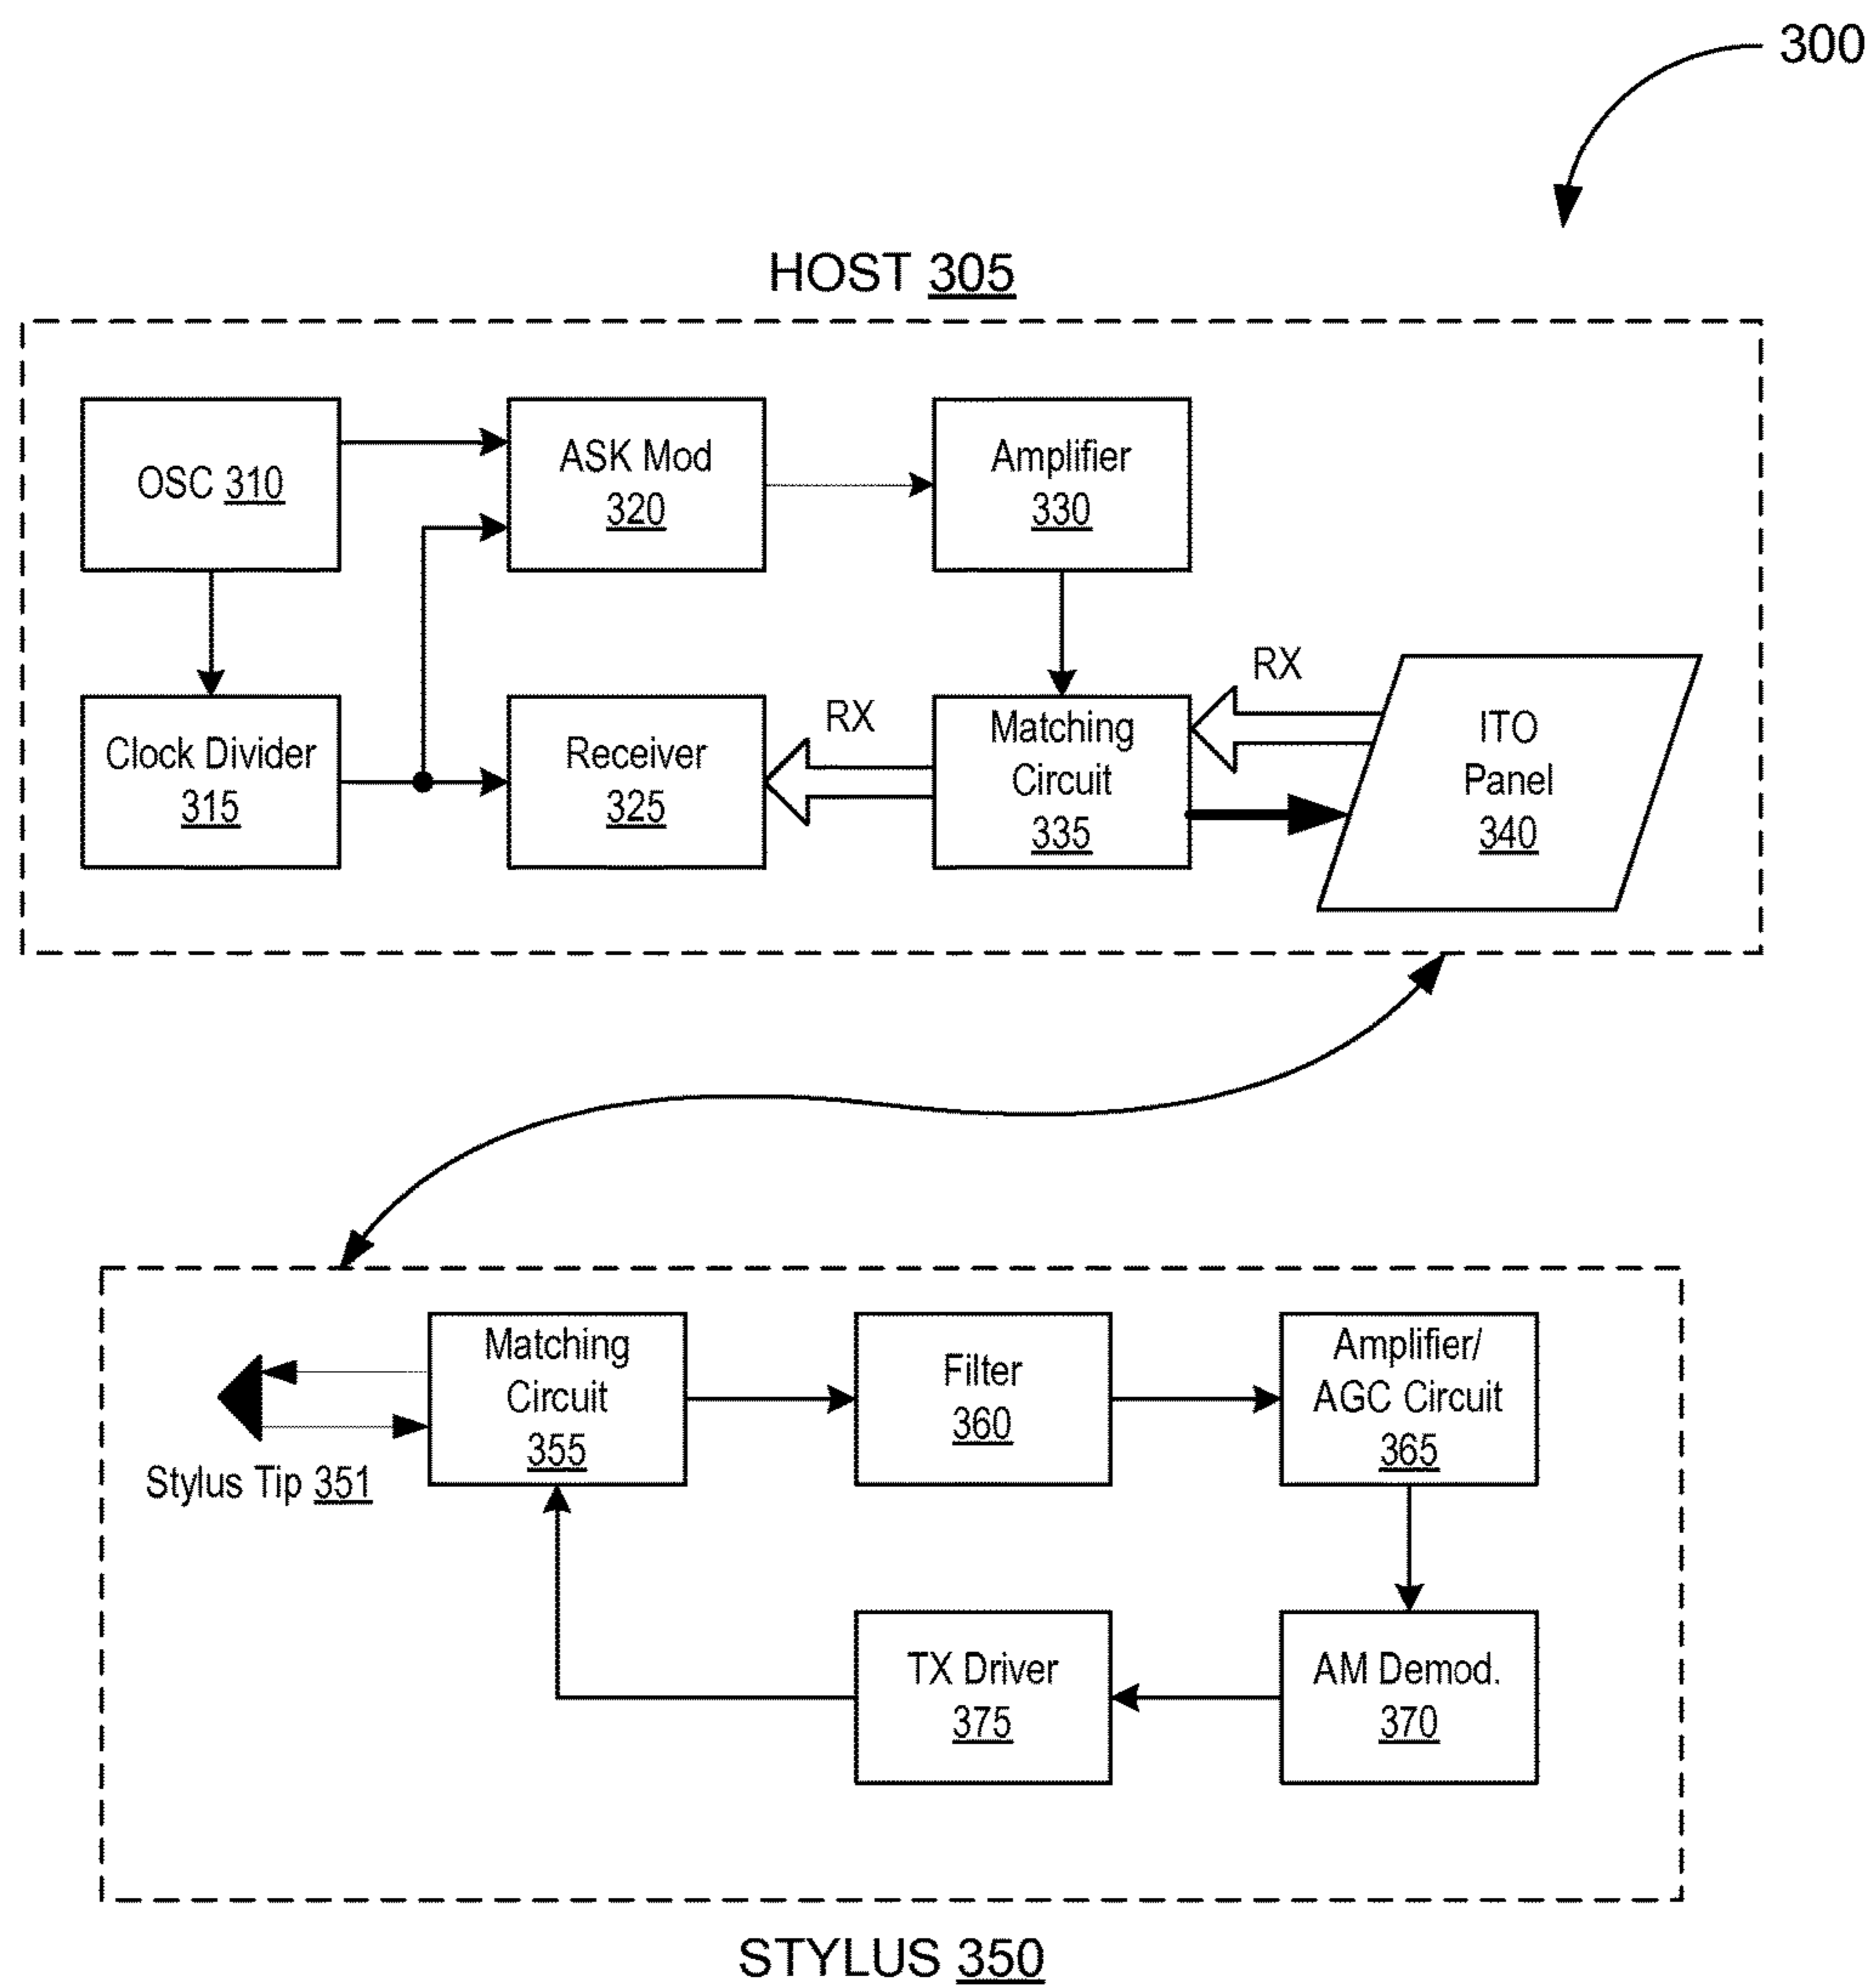 300
HOST 305
OSC 310
ASK Mod
320
Amplifier
330
Clock Divider
315
Receiver
325
RX
Matching
Circuit
335
RX
ITO
Panel
340
Matching
Circuit
355
Filter
360
Amplifier/
AGC Circuit
365
Stylus Tip 351
TX Driver
375
AM Demod.
370
STYLUS 350